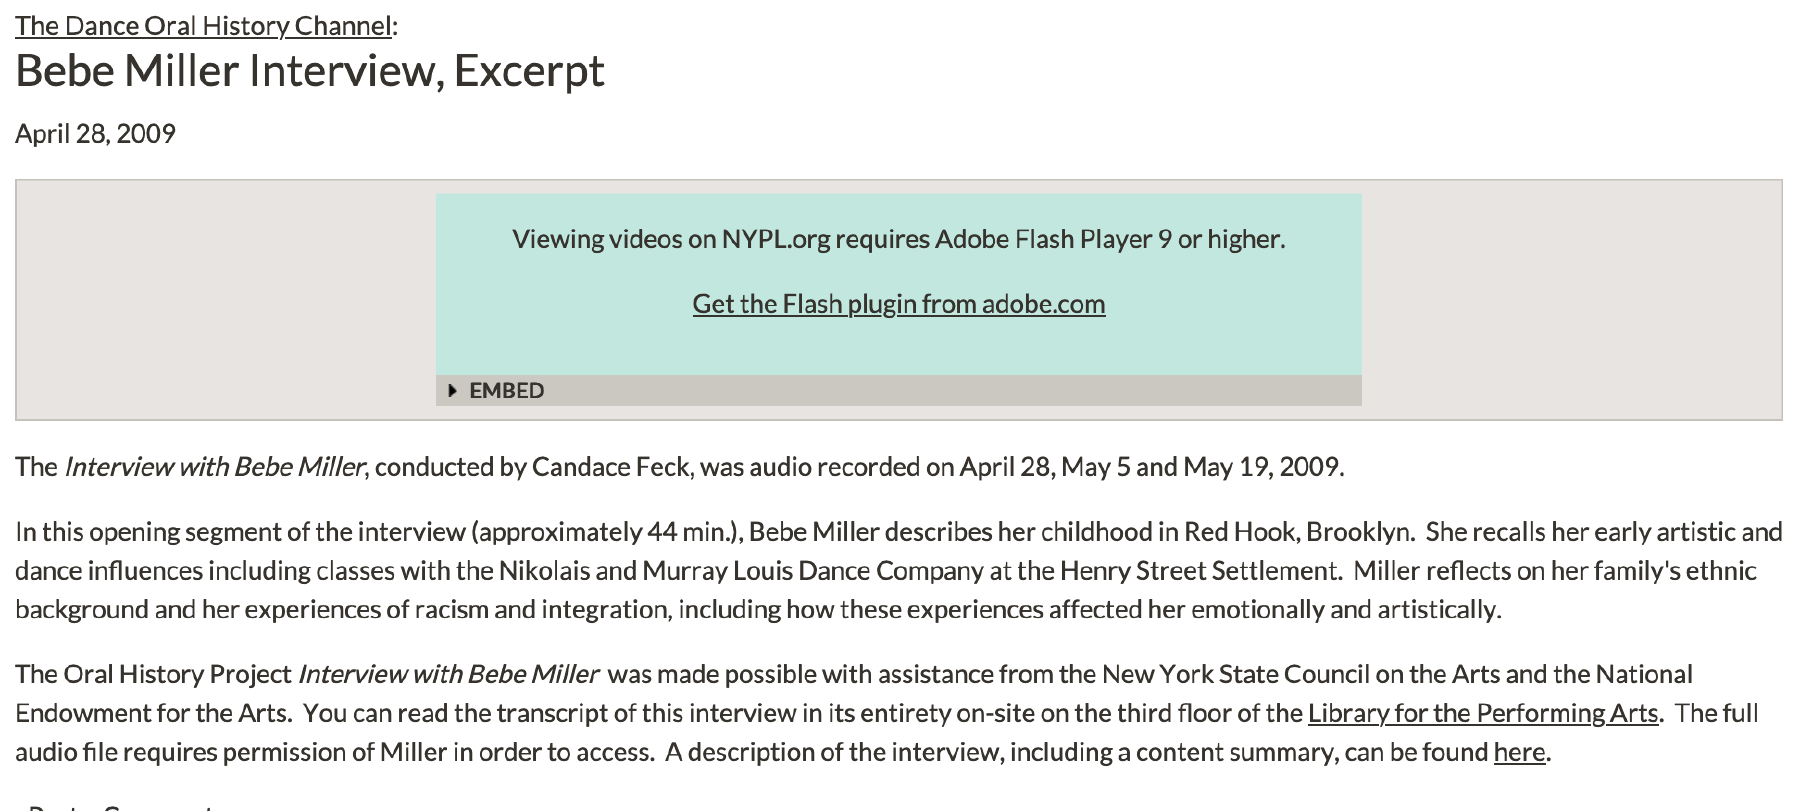 The Dance Oral History Channel:
Bebe Miller Interview, Excerpt
April 28, 2009
Viewing videos on NYPL.org requires Adobe Flash Player 9 or higher.
Get the Flash plugin from adobe.com
EMBED
The Interview with Bebe Miller, conducted by Candace Feck, was audio recorded on April 28, May 5 and May 19, 2009.
In this opening segment of the interview (approximately 44 min.), Bebe Miller describes her childhood in Red Hook, Brooklyn.  She recalls her early artistic and
dance influences including classes with the Nikolais and Murray Louis Dance Company at the Henry Street Settlement.  Miller reflects on her family's ethnic
background and her experiences of racism and integration, including how these experiences affected her emotionally and artistically.
The Oral History Project Interview with Bebe Miller was made possible with assistance from the New York State Council on the Arts and the National
Endowment for the Arts.  You can read the transcript of this interview in its entirety on-site on the third floor of the Library for the Performing Arts.  The full
audio file requires permission of Miller in order to access.  A description of the interview, including a content summary, can be found here.